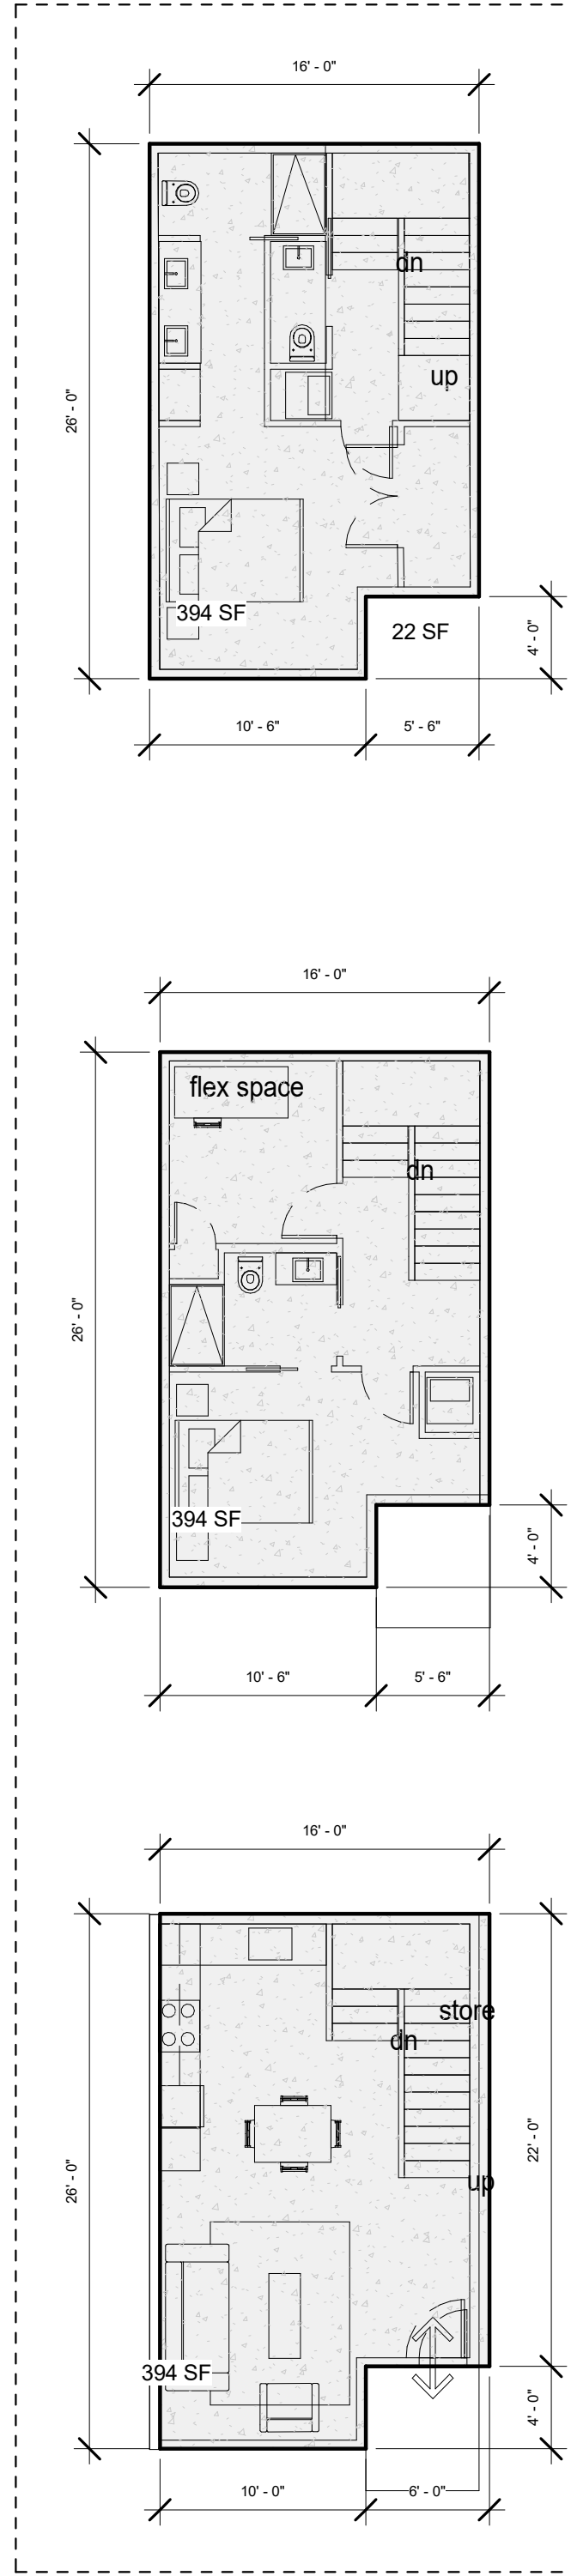 16' - 0"
dn
up
26' - 0"
394 SF
22 SF
4' - 0"
10' - 6"
5' - 6"
16' - 0"
flex space
dn
26' - 0"
394 SF
4' - 0"
10' - 6"
5' - 6"
16' - 0"
store
dn
22' - 0"
26' - 0"
up
394 SF
4' - 0"
10' - 0"
6' - 0"